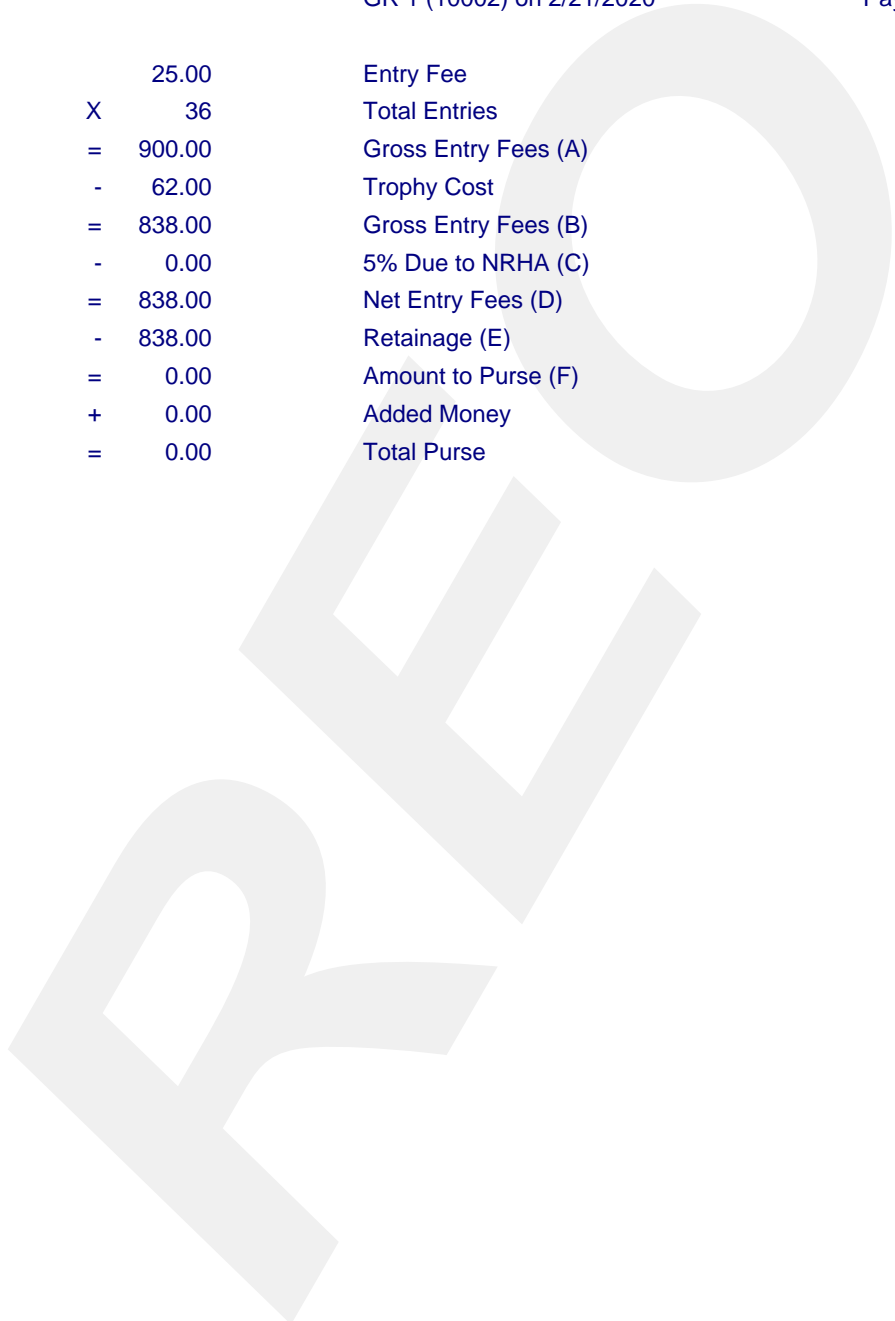 25.00 Entry Fee
X 36 Total Entries
= 900.00 Gross Entry Fees (A)
- 62.00 Trophy Cost
= 838.00 Gross Entry Fees (B)
- 0.00 5% Due to NRHA (C)
= 838.00 Net Entry Fees (D)
- 838.00 Retainage (E)
= 0.00 Amount to Purse (F)
+ 0.00 Added Money
= 0.00 Total Purse
REO